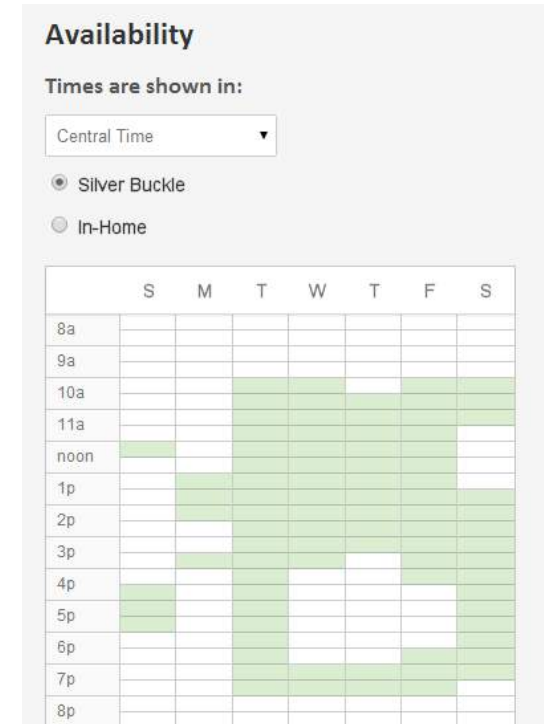 Availability
Times are shown in:
Central Time
Silver Buckle
In-Home
S M T W T F S
8a
9a
10a
11a
noon
1p
2p
3p
4p
5p
6p
7p
8p